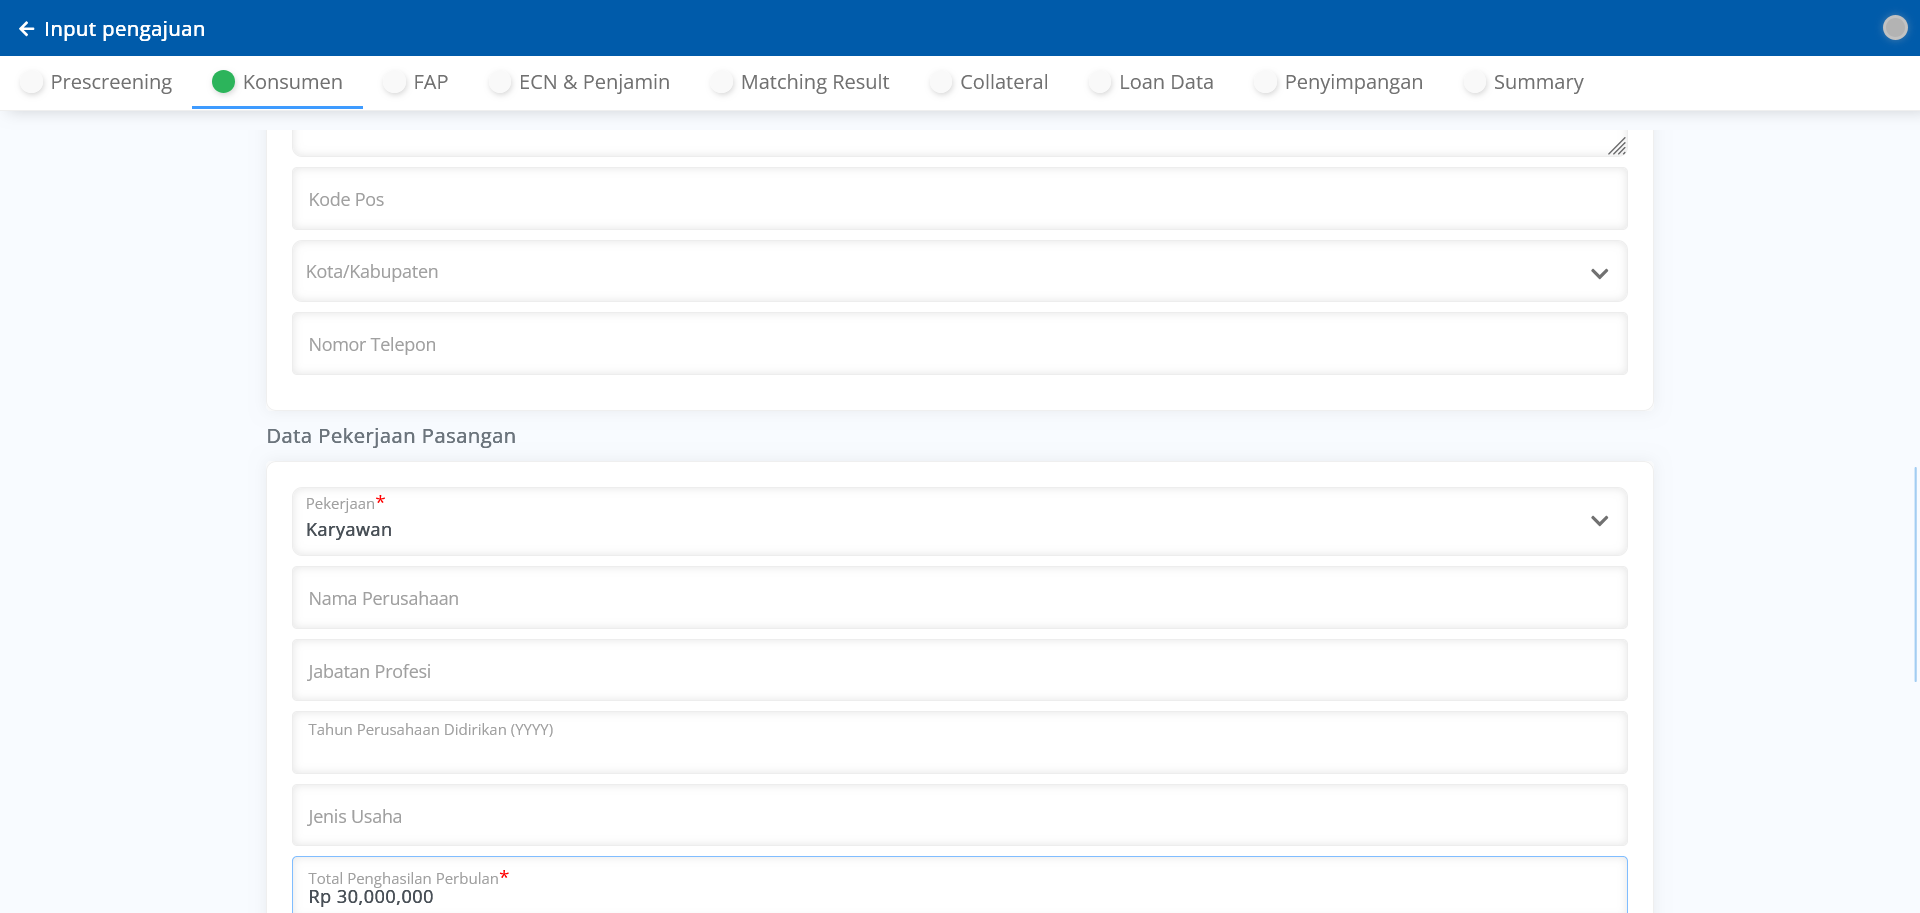 Input pengajuan
Prescreening Konsumen FAP ECN & Penjamin Matching Result Collateral Loan Data Penyimpangan Summary
Kode Pos
Kota/Kabupaten
Nomor Telepon
Data Pekerjaan Pasangan
Pekerjaan*
Karyawan
Nama Perusahaan
Jabatan Profesi
Tahun Perusahaan Didirikan (YYYY)
Jenis Usaha
Total Penghasilan Perbulan*
Rp 30,000,000